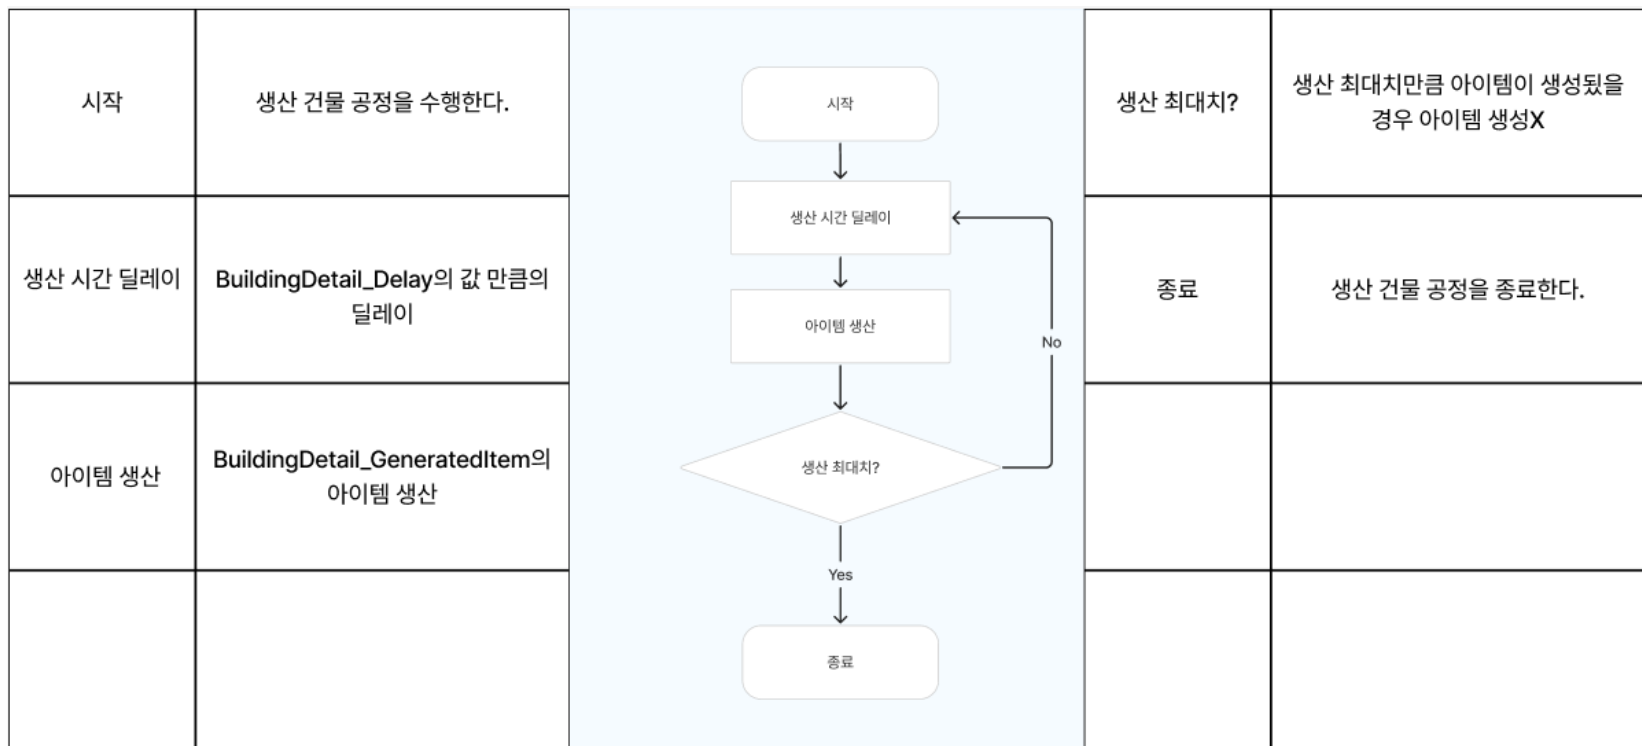 시작
생산 건물 공정을 수행한다.
생산 시간 딜레이
BuildingDetail_Delay의 값 만큼의
딜레이
아이템 생산
BuildingDetail_GeneratedItem의
아이템 생산
시작
생산 시간 딜레이
아이템 생산
No
생산 최대치?
Yes
종료
생산 최대치?
생산 최대치만큼 아이템이 생성됬을
경우 아이템 생성X
종료
생산 건물 공정을 종료한다.